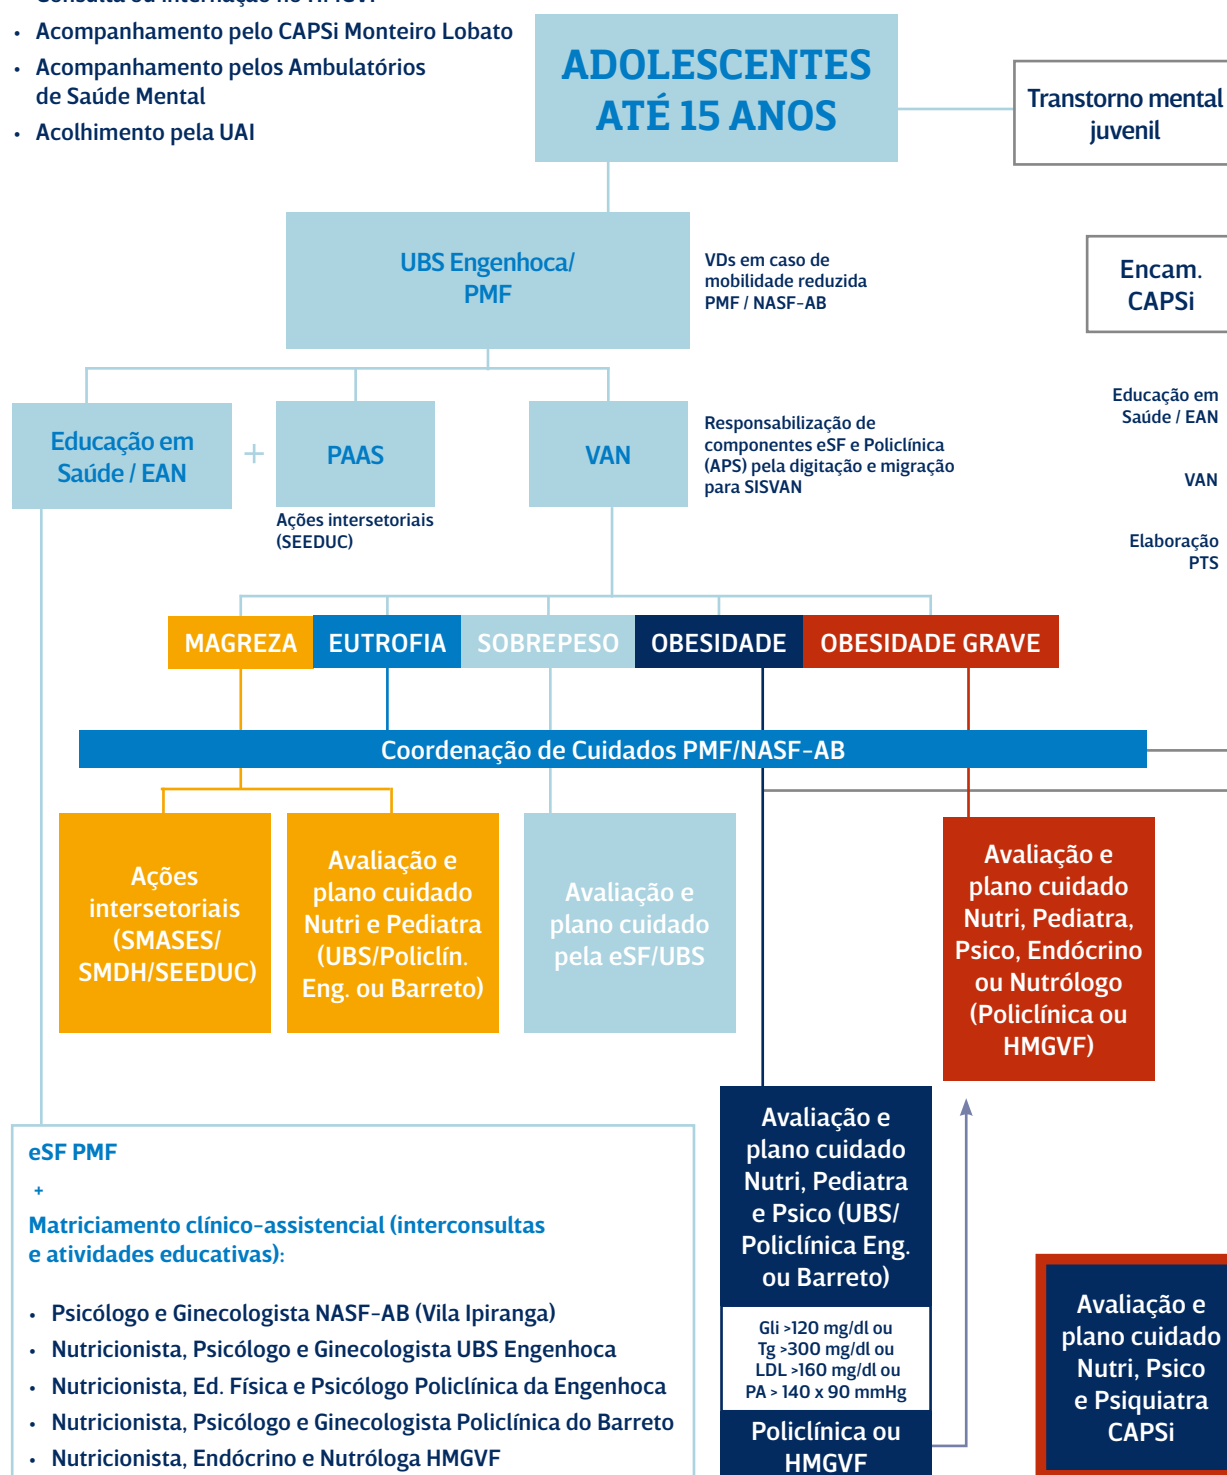 Consulta ou internação no HMGVF
• Acompanhamento pelo CAPSi Monteiro Lobato
• Acompanhamento pelos Ambulatórios
de Saúde Mental
• Acolhimento pela UAI
ADOLESCENTES
ATÉ 15 ANOS
Transtorno mental
juvenil
UBS Engenhoca/
PMF
VDs em caso de
mobilidade reduzida
PMF / NASF-AB
Encam.
CAPSi
Educação em
Saúde / EAN
+
PAAS
VAN
Ações intersetoriais
(SEEDUC)
Responsabilização de
componentes eSF e Policlínica
(APS) pela digitação e migração
para SISVAN
Educação em
Saúde / EAN
VAN
Elaboração
PTS
MAGREZA
EUTROFIA
SOBREPESO
OBESIDADE
OBESIDADE GRAVE
Coordenação de Cuidados PMF/NASF-AB
Ações
intersetoriais
(SMASES/
SMDH/SEEDUC)
Avaliação e
plano cuidado
Nutri e Pediatra
(UBS/Policlín.
Eng. ou Barreto)
Avaliação e
plano cuidado
pela eSF/UBS
Avaliação e
plano cuidado
Nutri, Pediatra,
Psico, Endócrino
ou Nutrólogo
(Policlínica ou
HMGVF)
Avaliação e
plano cuidado
Nutri, Pediatra
e Psico (UBS/
Policlínica Eng.
ou Barreto)
Gli >120 mg/dl ou
Tg >300 mg/dl ou
LDL >160 mg/dl ou
PA > 140 x 90 mmHg
Policlínica ou
HMGVF
Avaliação e
plano cuidado
Nutri, Psico
e Psiquiatra
CAPSi
eSF PMF
+
Matriciamento clínico-assistencial (interconsultas
e atividades educativas):
• Psicólogo e Ginecologista NASF-AB (Vila Ipiranga)
• Nutricionista, Psicólogo e Ginecologista UBS Engenhoca
• Nutricionista, Ed. Física e Psicólogo Policlínica da Engenhoca
• Nutricionista, Psicólogo e Ginecologista Policlínica do Barreto
• Nutricionista, Endócrino e Nutróloga HMGVF